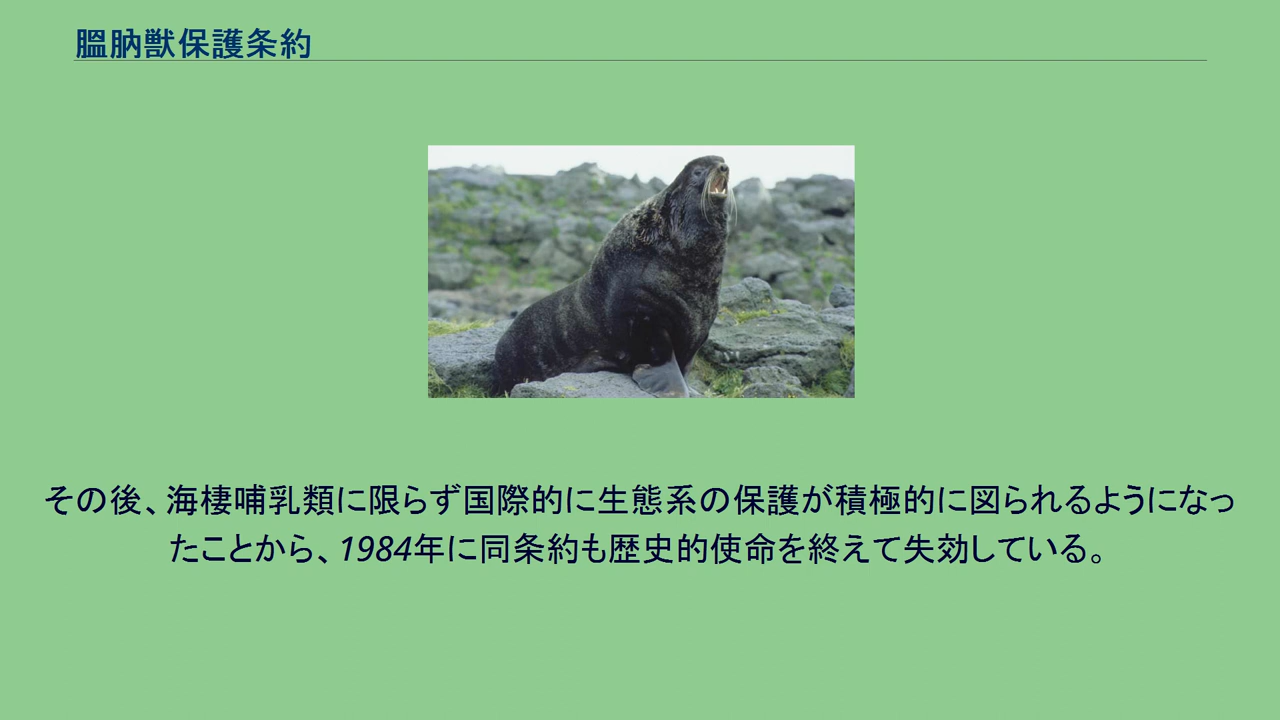 膃肭獣保護条約
その後、海棲哺乳類に限らず国際的に生態系の保護が積極的に図られるようになっ
たことから、1984年に同条約も歴史的使命を終えて失効している。